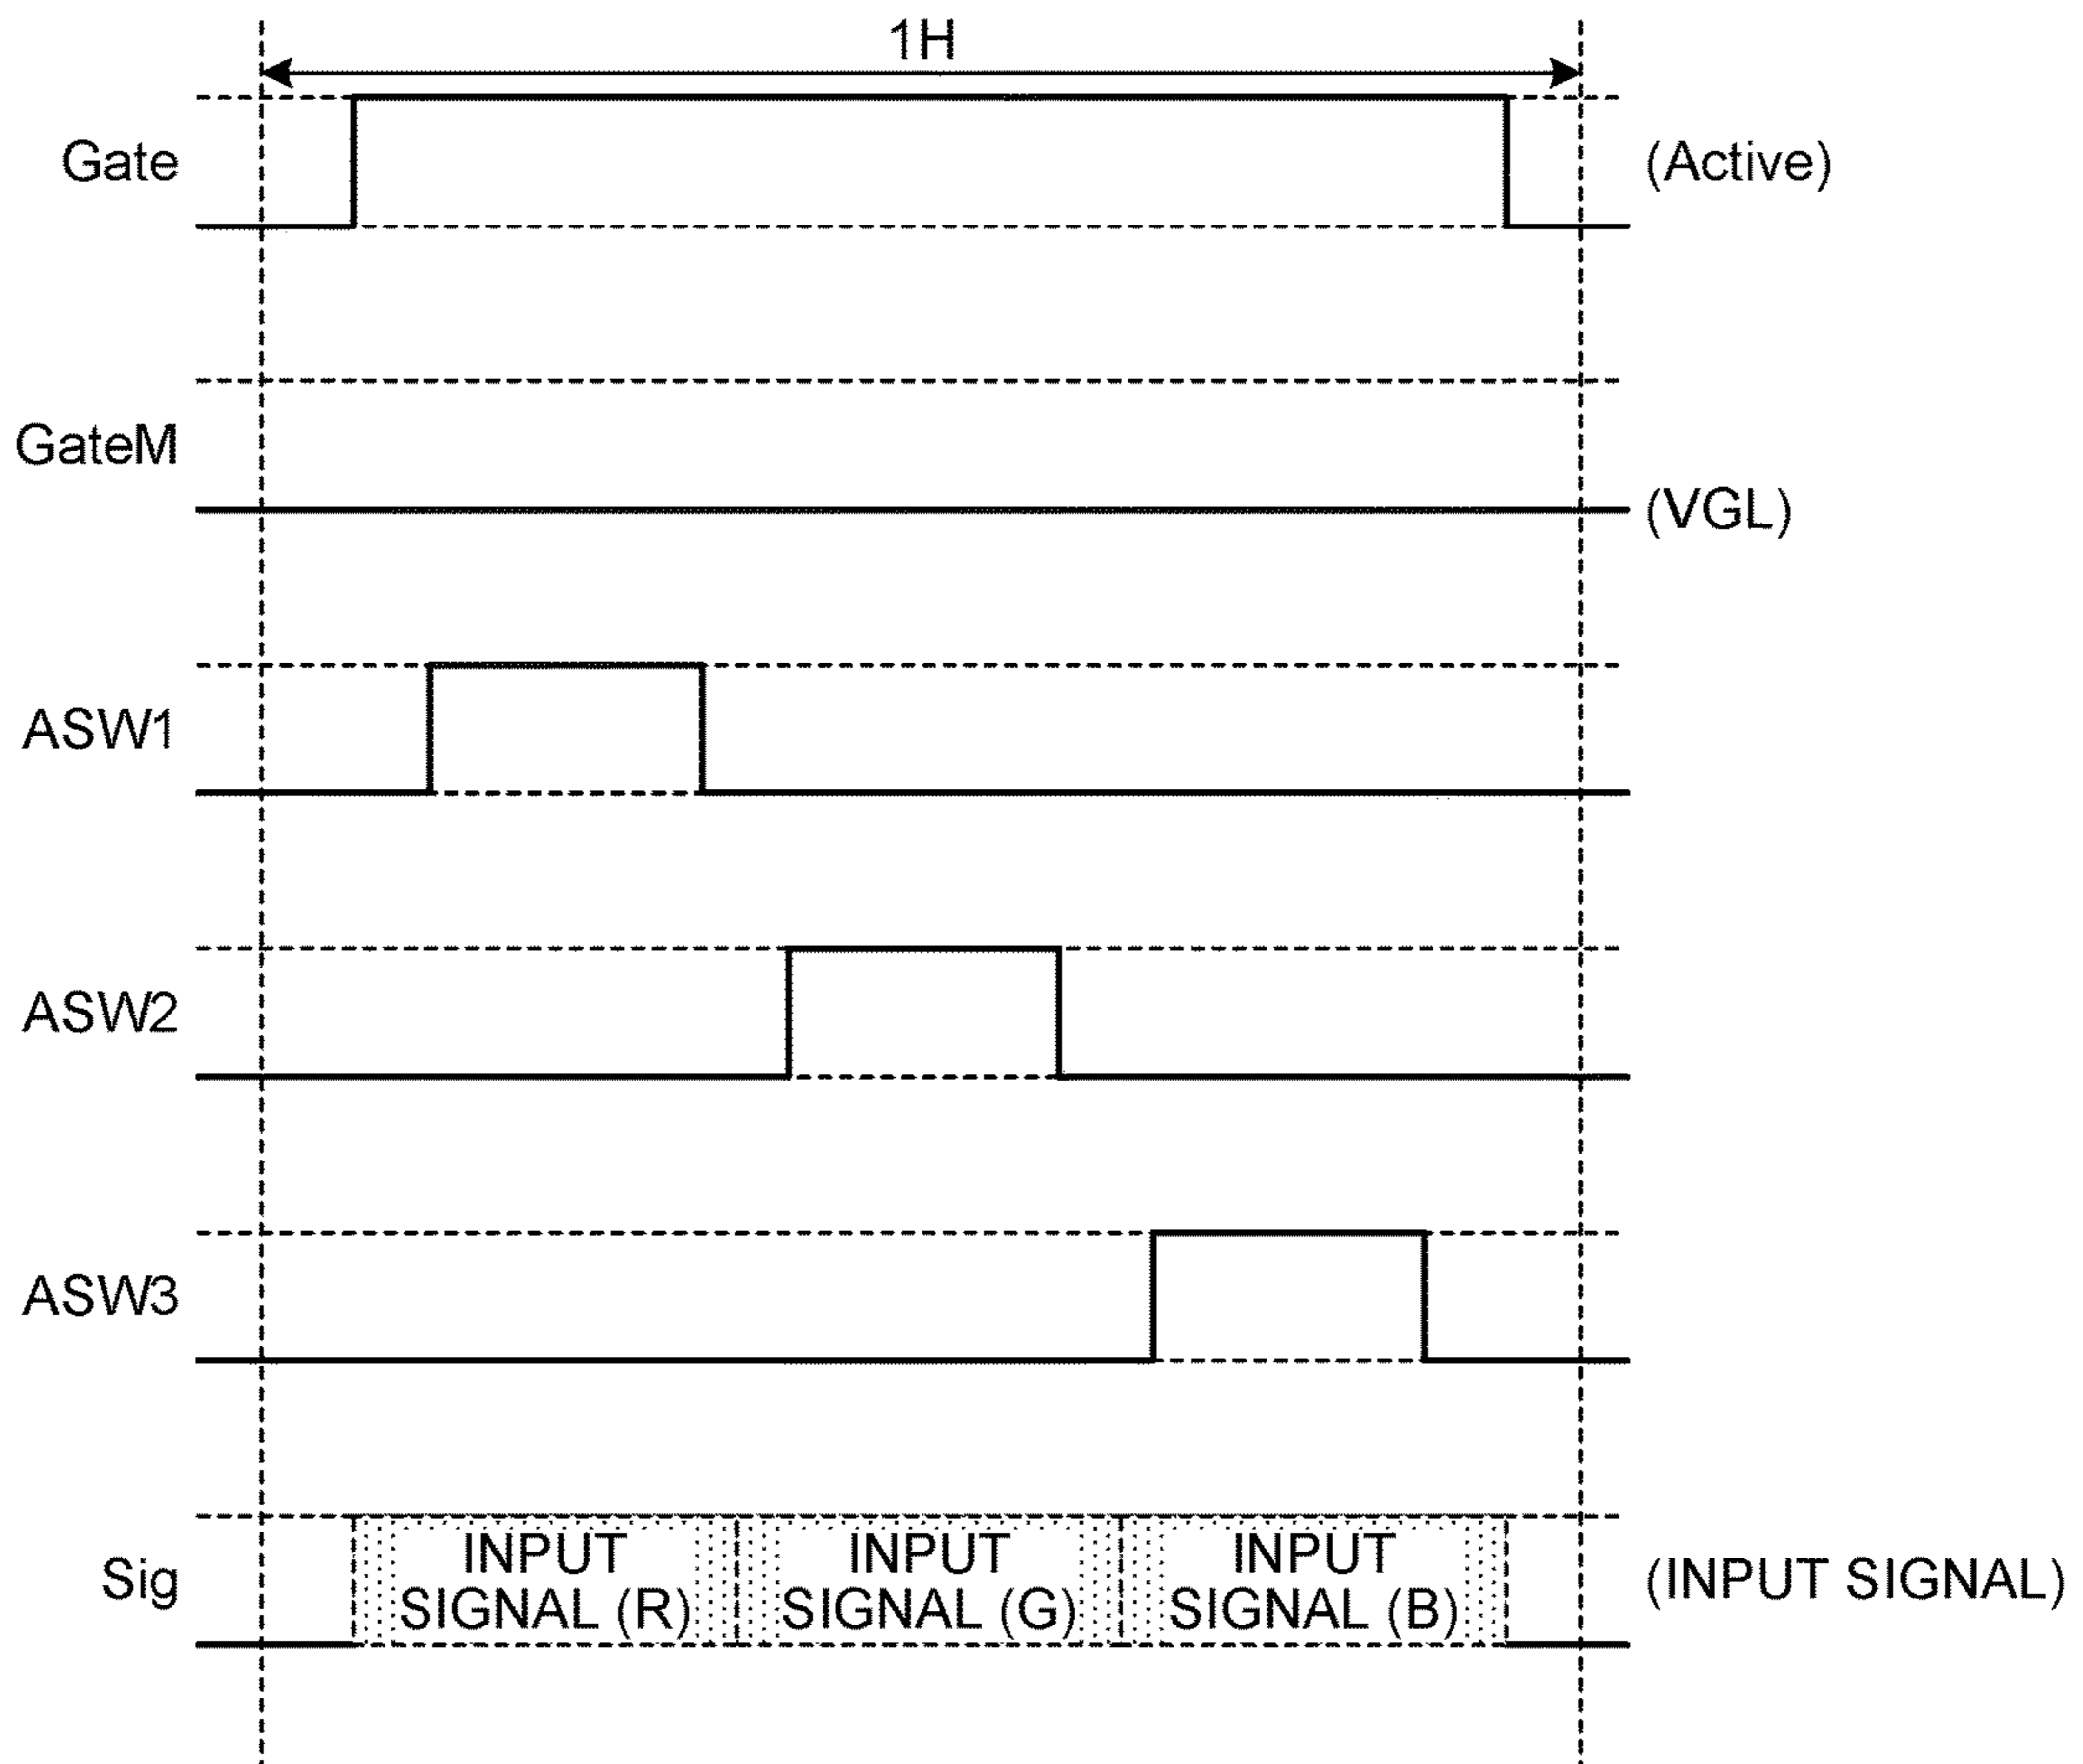 1H
Gate
(Active)
GateM
(VGL)
ASW1
ASW2
ASW3
Sig
INPUT
SIGNAL (R)
INPUT
SIGNAL (G)
INPUT
SIGNAL (B)
(INPUT SIGNAL)